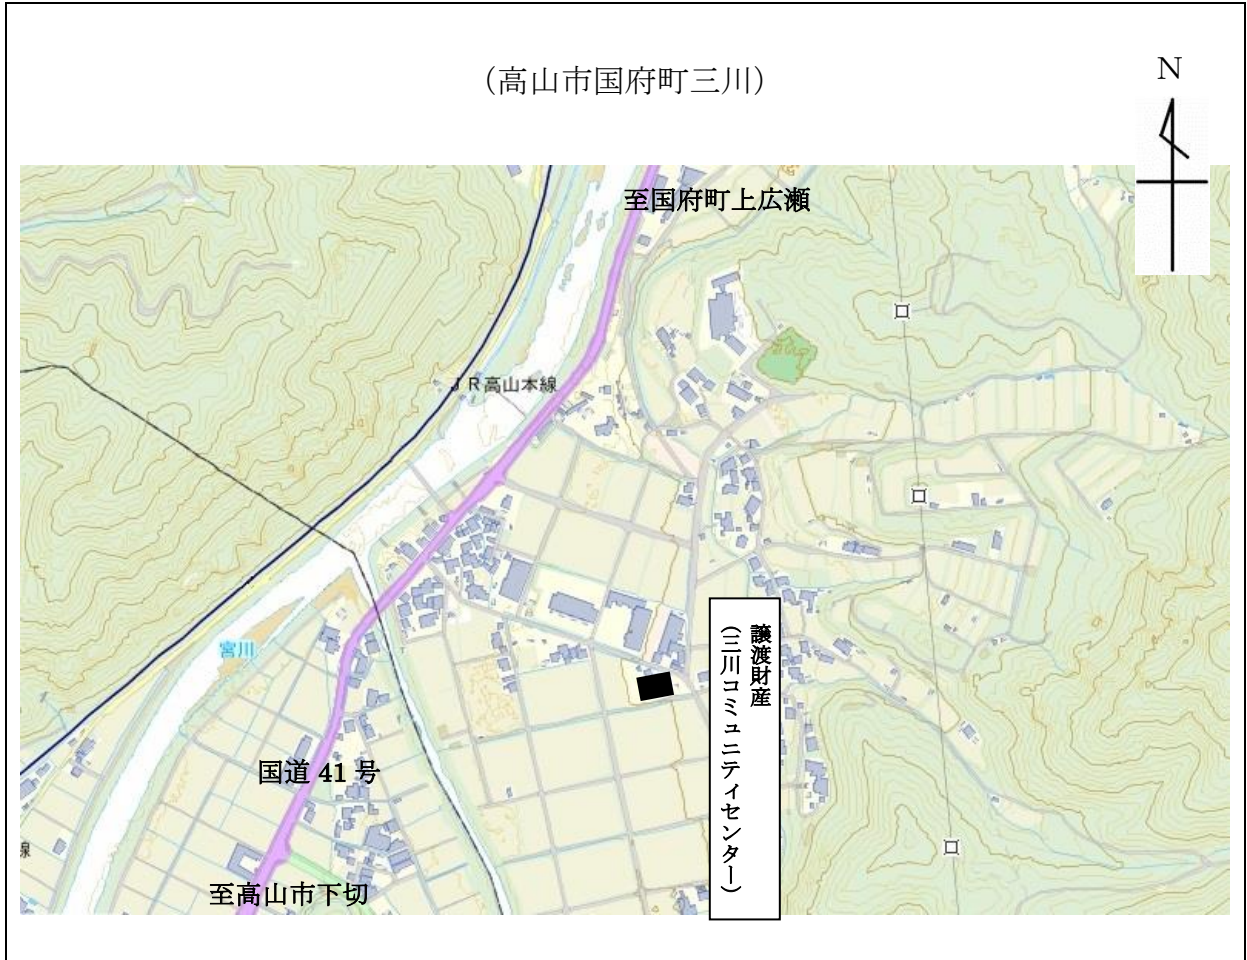 （高山市国府町三川）
N
至国府町上広瀬
ＪＲ高山本線
宮川
国道 41 号
線
至高山市下切
譲渡財産
（三川コミュニティセンター）